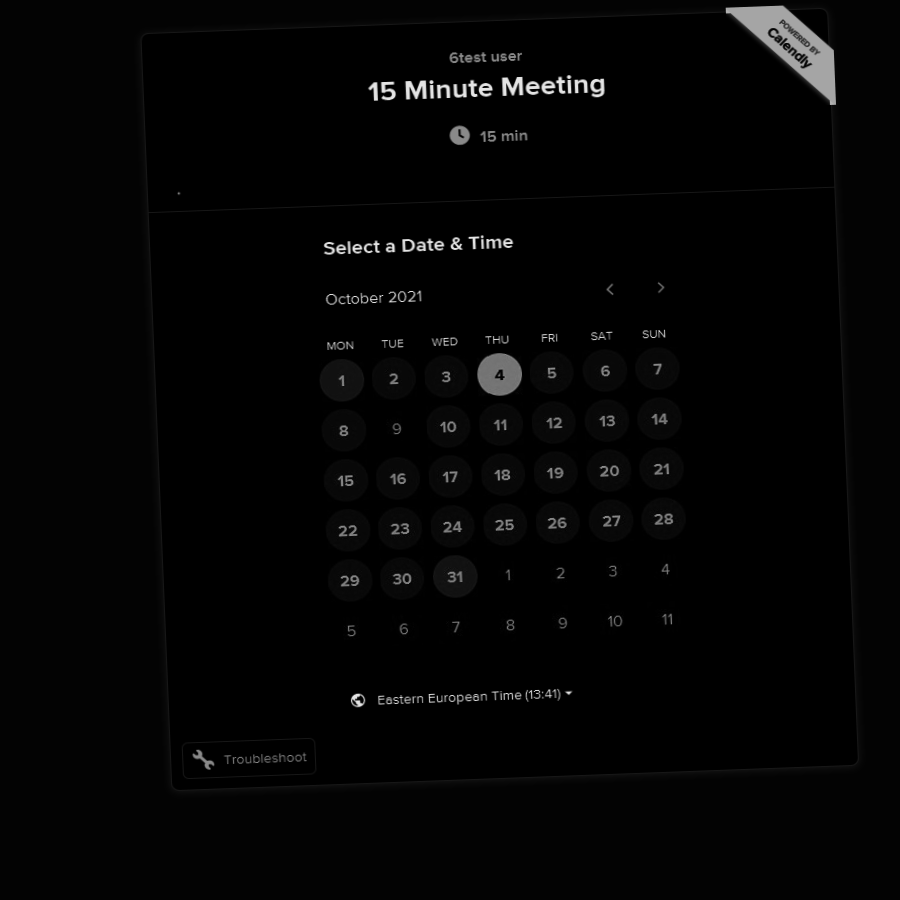 POWERED BY
Calendly
6test user
15 Minute Meeting
15 min
.
Select a Date & Time
October 2021
MON TUE WED THU FRI SAT SUN
1 2 3 4 5 6 7
8 9 10 11 12 13 14
15 16 17 18 19 20 21
22 23 24 25 26 27 28
29 30 31 1 2 3 4
5 6 7 8 9 10 11
Eastern European Time (13:41)
Troubleshoot